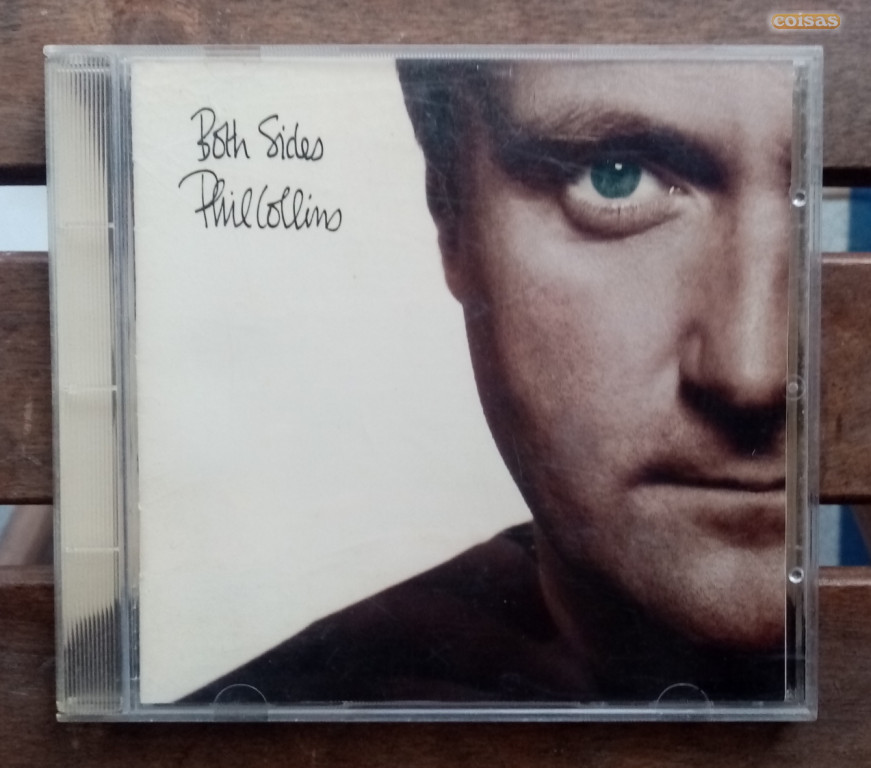 coisas
Both Sides
Phil Collins